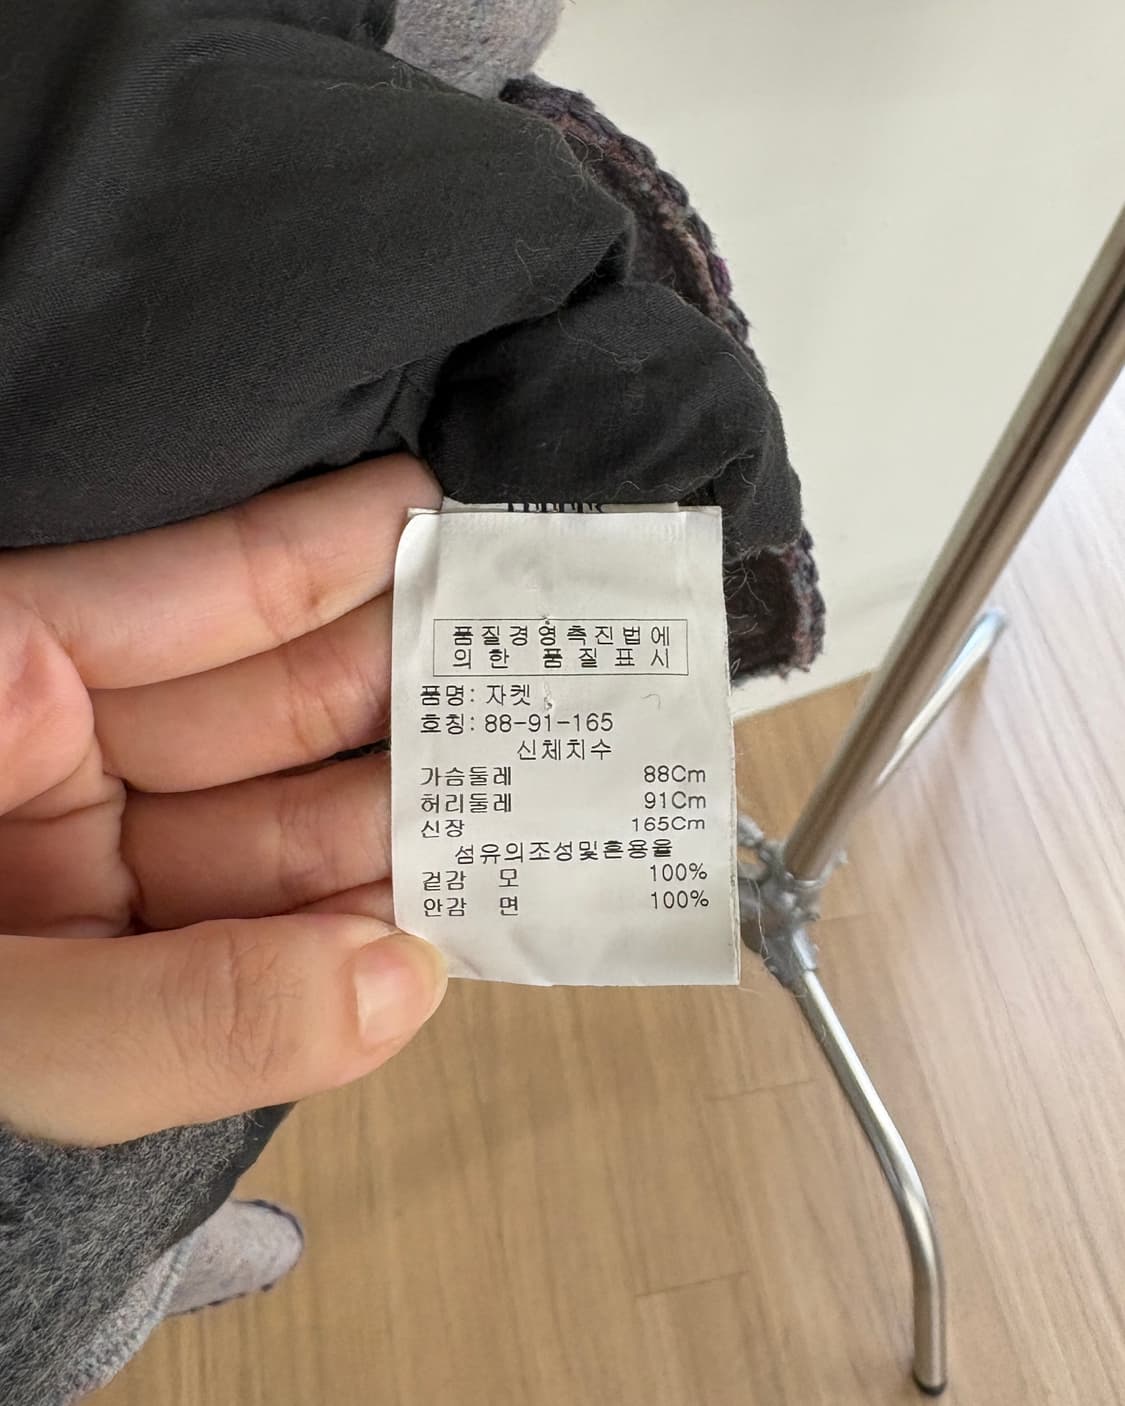 품질경영촉진법에
의한 품질표시
품명: 자켓
호칭: 88-91-165
신체치수
가슴둘레 88Cm
허리둘레 91Cm
신장 165Cm
섬유의조성및혼용율
겉감 모 100%
안감 면 100%